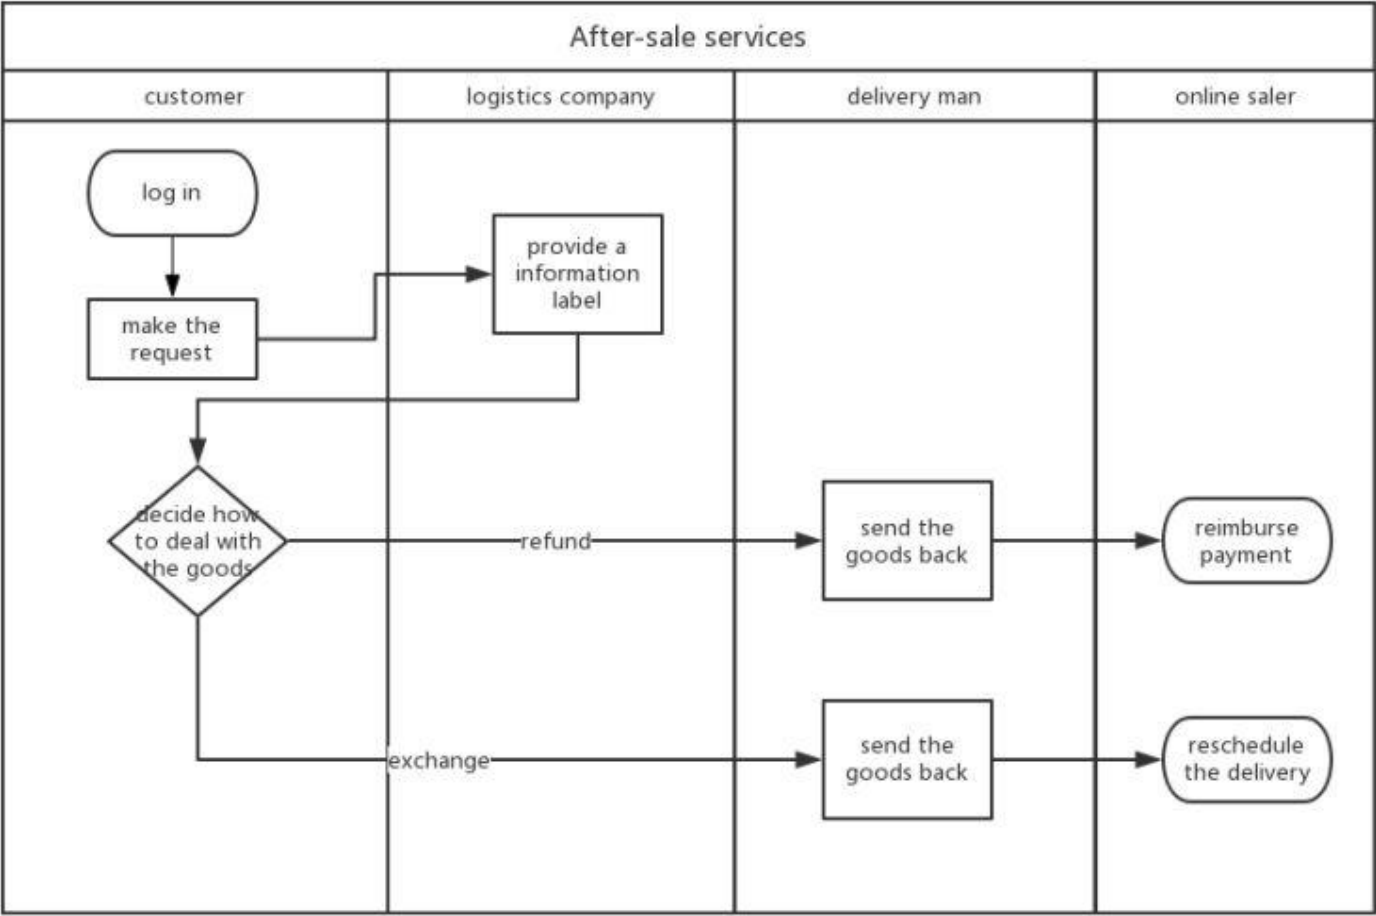 After-sale services
customer
logistics company
delivery man
online saler
log in
make the
request
provide a
information
label
decide how
to deal with
the goods
refund
send the
goods back
reimburse
payment
exchange
send the
goods back
reschedule
the delivery